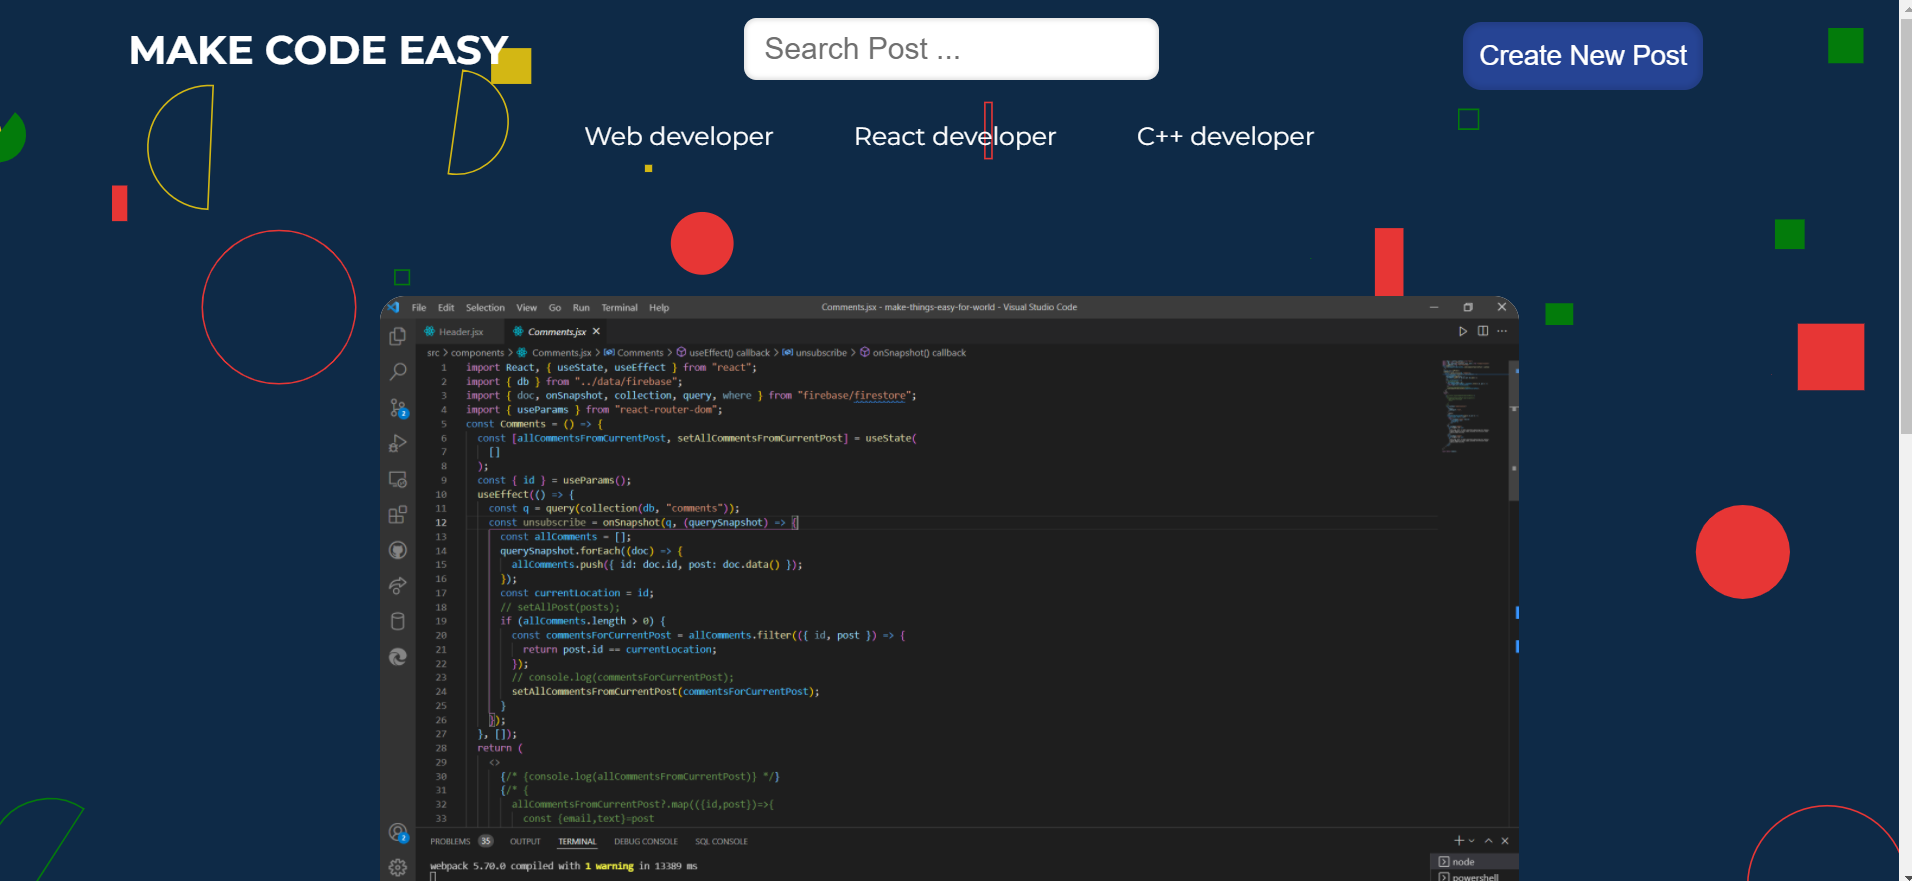 MAKE CODE EASY
Search Post ...
Create New Post
Web developer
React developer
C++ developer
File Edit Selection View Go Run Terminal Help
Comments.jsx - make-things-easy-for-world - Visual Studio Code
Header.jsx
Comments.jsx
src > components > Comments.jsx > Comments > useEffect() callback > unsubscribe > onSnapshot() callback
1 import React, { useState, useEffect } from "react";
2 import { db } from "../data/firebase";
3 import { doc, onSnapshot, collection, query, where } from "firebase/firestore";
4 import { useParams } from "react-router-dom";
5 const Comments = () => {
6 const [allCommentsFromCurrentPost, setAllCommentsFromCurrentPost] = useState(
7 []
8 );
9 const { id } = useParams();
10 useEffect(() => {
11 const q = query(collection(db, "comments"));
12 const unsubscribe = onSnapshot(q, (querySnapshot) => {
13 const allComments = [];
14 querySnapshot.forEach((doc) => {
15 allComments.push({ id: doc.id, post: doc.data() });
16 });
17 const currentLocation = id;
18 // setAllPost(posts);
19 if (allComments.length > 0) {
20 const commentsForCurrentPost = allComments.filter(({ id, post }) => {
21 return post.id == currentLocation;
22 });
23 // console.log(commentsForCurrentPost);
24 setAllCommentsFromCurrentPost(commentsForCurrentPost);
25 }
26 });
27 }, []);
28 return (
29 <>
30 {/* {console.log(allCommentsFromCurrentPost)} */}
31 {/* {
32 allCommentsFromCurrentPost?.map(({id,post})=>{
33 const {email,text}=post
2
2
PROBLEMS 35 OUTPUT TERMINAL DEBUG CONSOLE SQL CONSOLE
webpack 5.70.0 compiled with 1 warning in 13389 ms
node
powershell